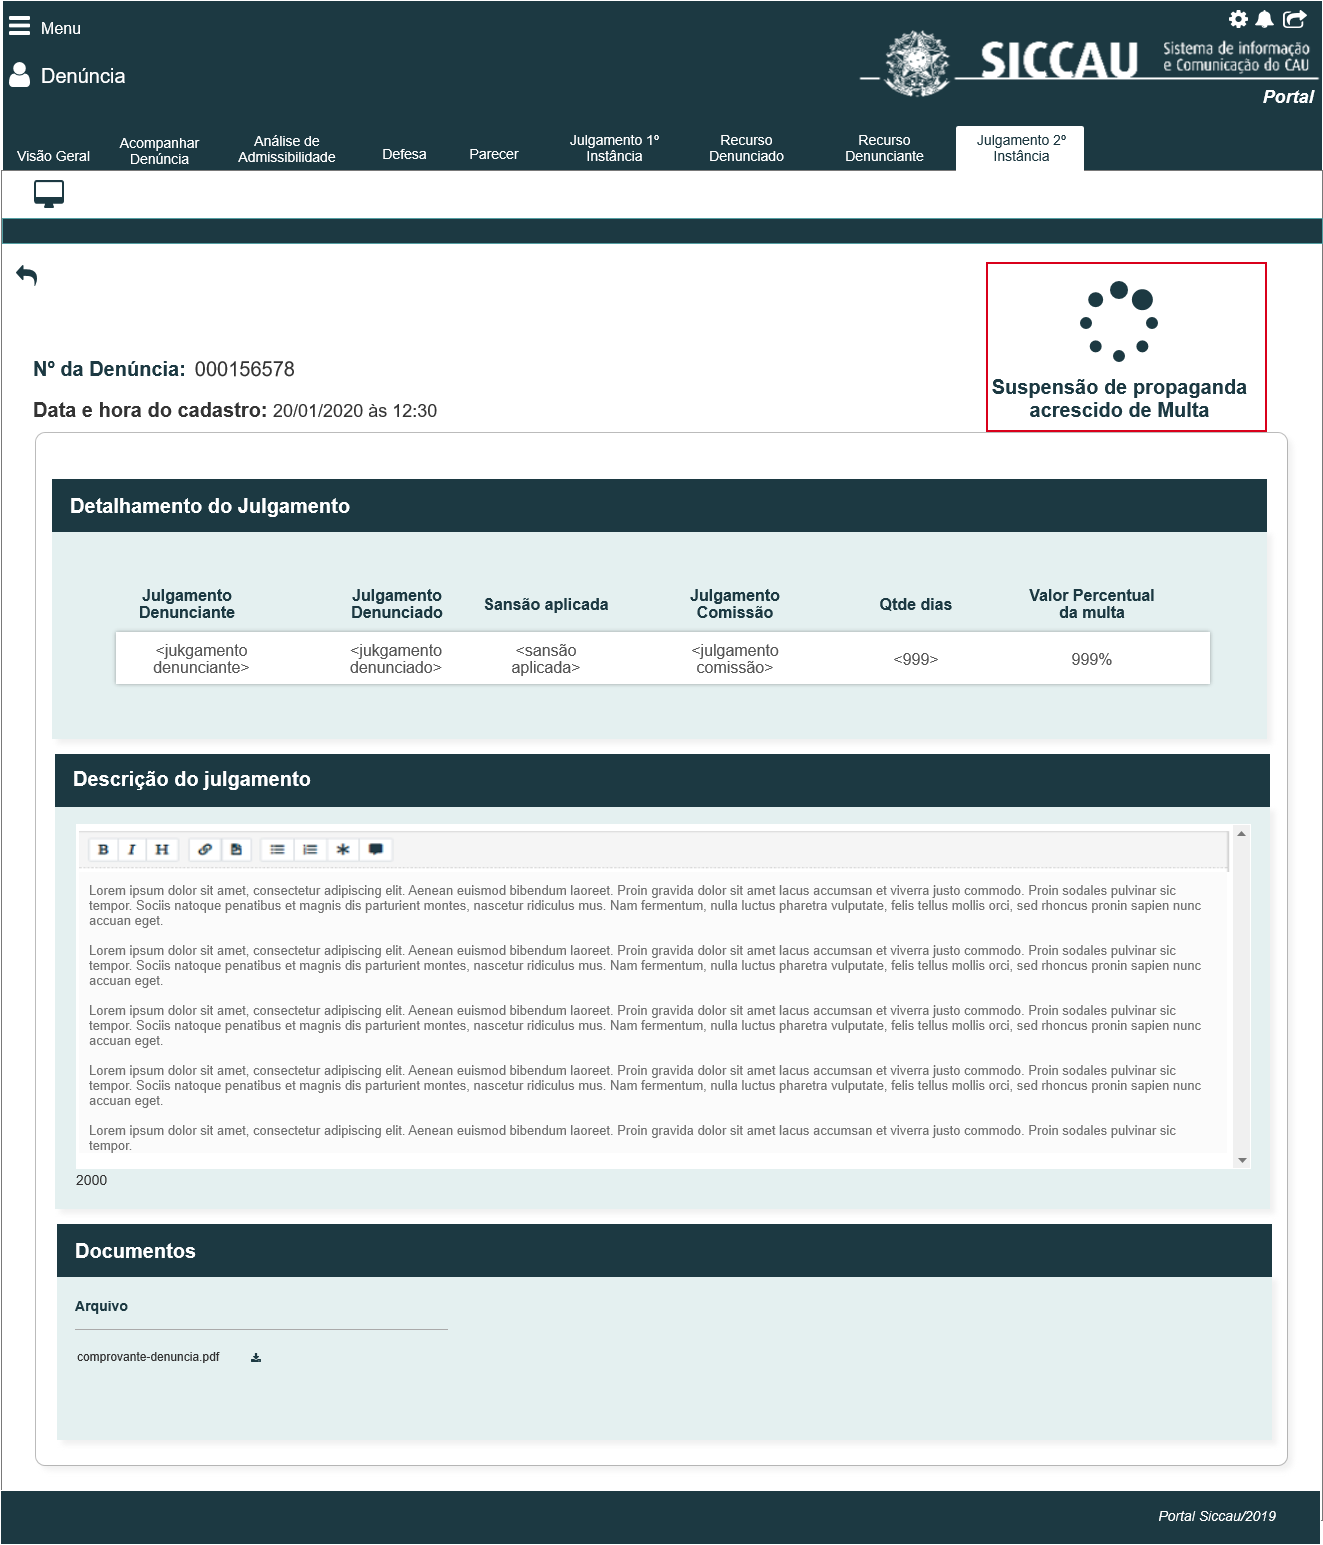 Menu
Denúncia
SICCAU
Sistema de informação
e Comunicação do CAU
Portal
Visão Geral
Acompanhar
Denúncia
Análise de
Admissibilidade
Defesa
Parecer
Julgamento 1º
Instância
Recurso
Denunciado
Recurso
Denunciante
Julgamento 2º
Instância
Nº da Denúncia: 000156578
Data e hora do cadastro: 20/01/2020 às 12:30
Suspensão de propaganda
acrescido de Multa
Detalhamento do Julgamento
Julgamento
Denunciante
Julgamento
Denunciado
Sansão aplicada
Julgamento
Comissão
Qtde dias
Valor Percentual
da multa
<jukgamento
denunciante>
<jukgamento
denunciado>
<sansão
aplicada>
<julgamento
comissão>
<999>
999%
Descrição do julgamento
B I H
Lorem ipsum dolor sit amet, consectetur adipiscing elit. Aenean euismod bibendum laoreet. Proin gravida dolor sit amet lacus accumsan et viverra justo commodo. Proin sodales pulvinar sic
tempor. Sociis natoque penatibus et magnis dis parturient montes, nascetur ridiculus mus. Nam fermentum, nulla luctus pharetra vulputate, felis tellus mollis orci, sed rhoncus pronin sapien nunc
accuan eget.
Lorem ipsum dolor sit amet, consectetur adipiscing elit. Aenean euismod bibendum laoreet. Proin gravida dolor sit amet lacus accumsan et viverra justo commodo. Proin sodales pulvinar sic
tempor. Sociis natoque penatibus et magnis dis parturient montes, nascetur ridiculus mus. Nam fermentum, nulla luctus pharetra vulputate, felis tellus mollis orci, sed rhoncus pronin sapien nunc
accuan eget.
Lorem ipsum dolor sit amet, consectetur adipiscing elit. Aenean euismod bibendum laoreet. Proin gravida dolor sit amet lacus accumsan et viverra justo commodo. Proin sodales pulvinar sic
tempor. Sociis natoque penatibus et magnis dis parturient montes, nascetur ridiculus mus. Nam fermentum, nulla luctus pharetra vulputate, felis tellus mollis orci, sed rhoncus pronin sapien nunc
accuan eget.
Lorem ipsum dolor sit amet, consectetur adipiscing elit. Aenean euismod bibendum laoreet. Proin gravida dolor sit amet lacus accumsan et viverra justo commodo. Proin sodales pulvinar sic
tempor. Sociis natoque penatibus et magnis dis parturient montes, nascetur ridiculus mus. Nam fermentum, nulla luctus pharetra vulputate, felis tellus mollis orci, sed rhoncus pronin sapien nunc
accuan eget.
Lorem ipsum dolor sit amet, consectetur adipiscing elit. Aenean euismod bibendum laoreet. Proin gravida dolor sit amet lacus accumsan et viverra justo commodo. Proin sodales pulvinar sic
tempor.
2000
Documentos
Arquivo
comprovante-denuncia.pdf
Portal Siccau/2019